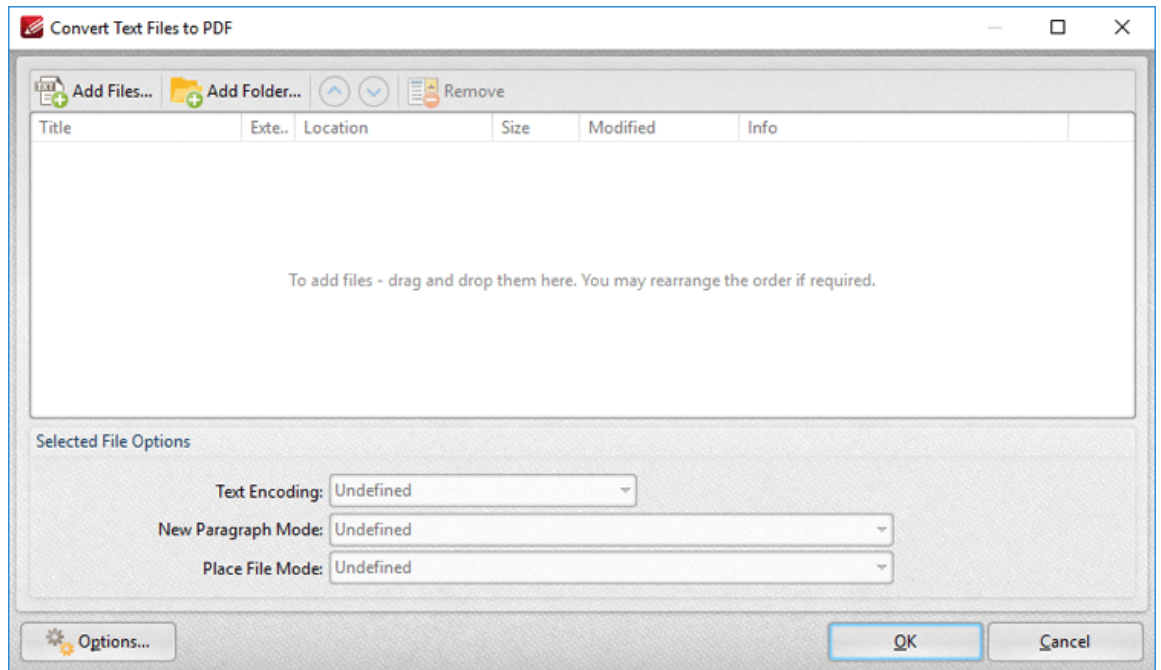 Convert Text Files to PDF
Add Files... Add Folder... Remove
Title Exte.. Location Size Modified Info
To add files - drag and drop them here. You may rearrange the order if required.
Selected File Options
Text Encoding: Undefined
New Paragraph Mode: Undefined
Place File Mode: Undefined
Options... OK Cancel